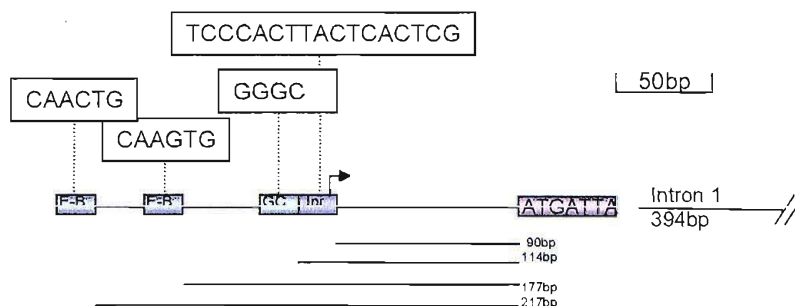 TCCCACTTACTCACTCG
GGGC
50bp
CAACTG
CAAGTG
E-B
E-B
GC
Inr
ATGATTA
Intron 1
394bp
90bp
114bp
177bp
217bp